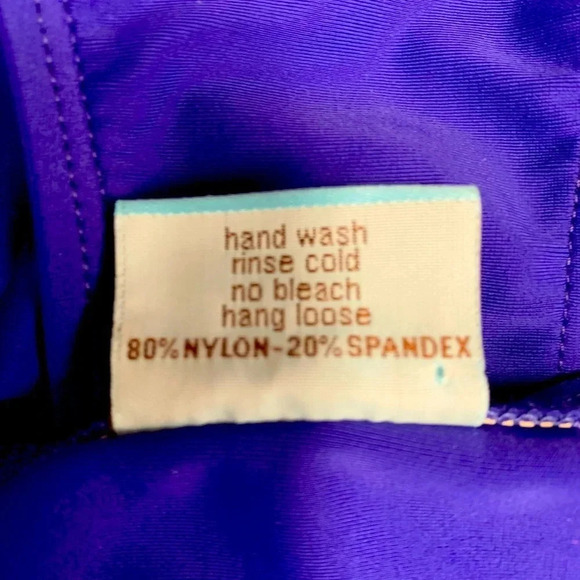 hand wash
rinse cold
no bleach
hang loose
80%NYLON-20%SPANDEX